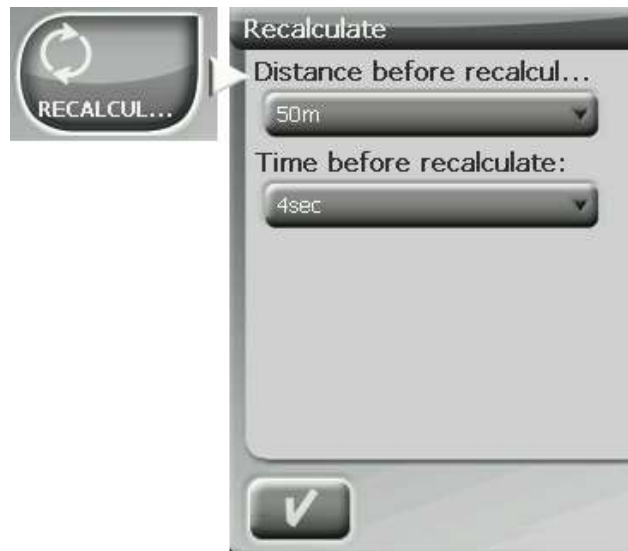 RECALCUL...
Recalculate
Distance before recalcul...
50m
Time before recalculate:
4sec